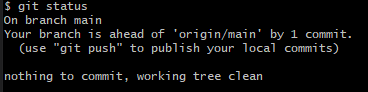 $ git status
On branch main
Your branch is ahead of 'origin/main' by 1 commit.
  (use "git push" to publish your local commits)

nothing to commit, working tree clean